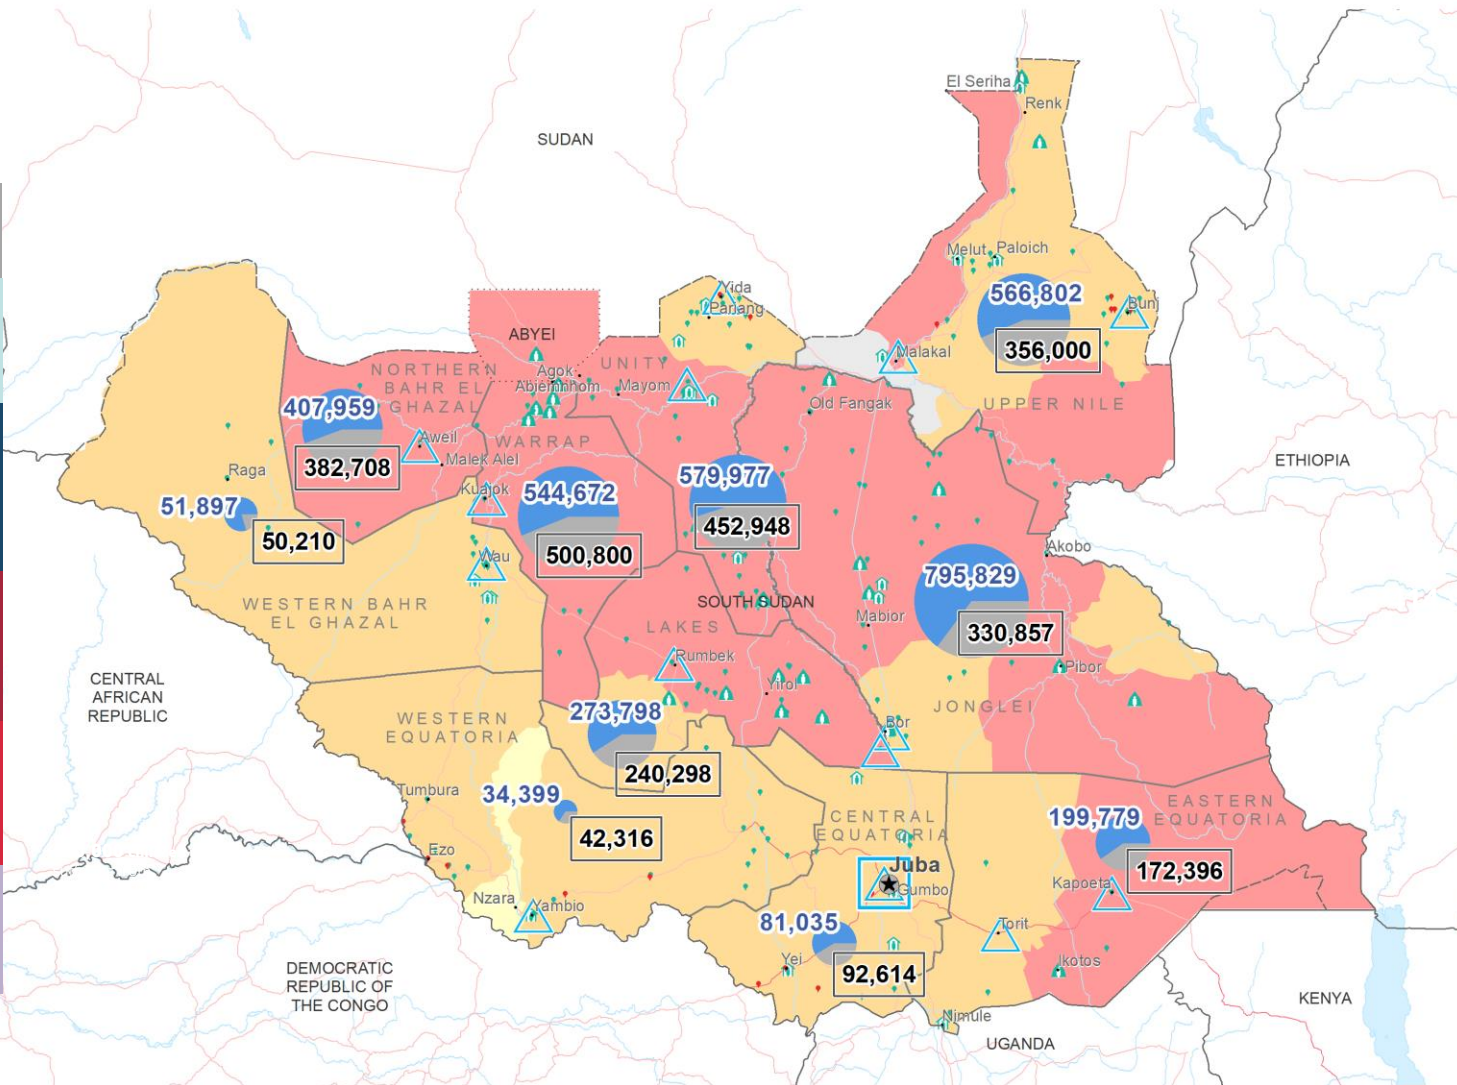 El Seriha
Renk
SUDAN
Melut
Paloich
Yida
Pariang
566,802
Bunj
ABYEI
356,000
Malakal
UNITY
Agok
NORTHERN
BAHR EL
GHAZAL
Abiemnhom
Mayom
Old Fangak
UPPER NILE
407,959
Aweil
WARRAP
382,708
Malek Alel
ETHIOPIA
Raga
Kuajok
544,672
579,977
51,897
452,948
50,210
500,800
Akobo
Wau
795,829
WESTERN BAHR
EL GHAZAL
SOUTH SUDAN
Mabior
LAKES
330,857
Rumbek
Pibor
CENTRAL
AFRICAN
REPUBLIC
Yirol
JONGLEI
273,798
WESTERN
EQUATORIA
Bor
240,298
Tumbura
34,399
CENTRAL
EQUATORIA
EASTERN
EQUATORIA
199,779
42,316
Ezo
Juba
172,396
Gumbo
Kapoeta
Nzara
Yambio
81,035
Torit
Yei
92,614
Ikotos
DEMOCRATIC
REPUBLIC OF
THE CONGO
KENYA
Nimule
UGANDA